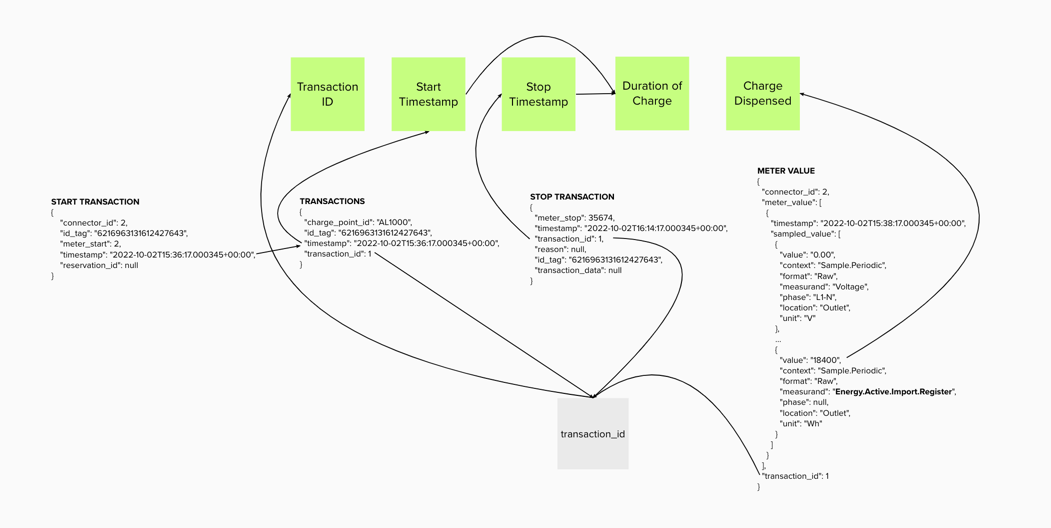 Transaction
ID
Start
Timestamp
Stop
Timestamp
Duration of
Charge
Charge
Dispensed
START TRANSACTION
{
"connector_id": 2,
"id_tag": "6216963131612427643",
"meter_start": 2,
"timestamp": "2022-10-02T15:36:17.000345+00:00",
"reservation_id": null
}
TRANSACTIONS
{
"charge_point_id": "AL1000",
"id_tag": "6216963131612427643",
"timestamp": "2022-10-02T15:36:17.000345+00:00",
"transaction_id": 1
}
STOP TRANSACTION
{
"meter_stop": 35674,
"timestamp": "2022-10-02T16:14:17.000345+00:00",
"transaction_id": 1,
"reason": null,
"id_tag": "6216963131612427643",
"transaction_data": null
]
METER VALUE
{
"connector_id": 2,
"meter_value": [
{
"timestamp": "2022-10-02T15:38:17.000345+00:00",
"sampled_value": [
{
"value": "0.00",
"context": "Sample.Periodic",
"format": "Raw",
"measurand": "Voltage",
"phase": "L1-N",
"location": "Outlet",
"unit": "V"
},
...
{
"value": "18400",
"context": "Sample.Periodic",
"format": "Raw",
"measurand": "Energy.Active.Import.Register",
"phase": null,
"location": "Outlet",
"unit": "Wh"
}
]
}
],
"transaction_id": 1
}
transaction_id